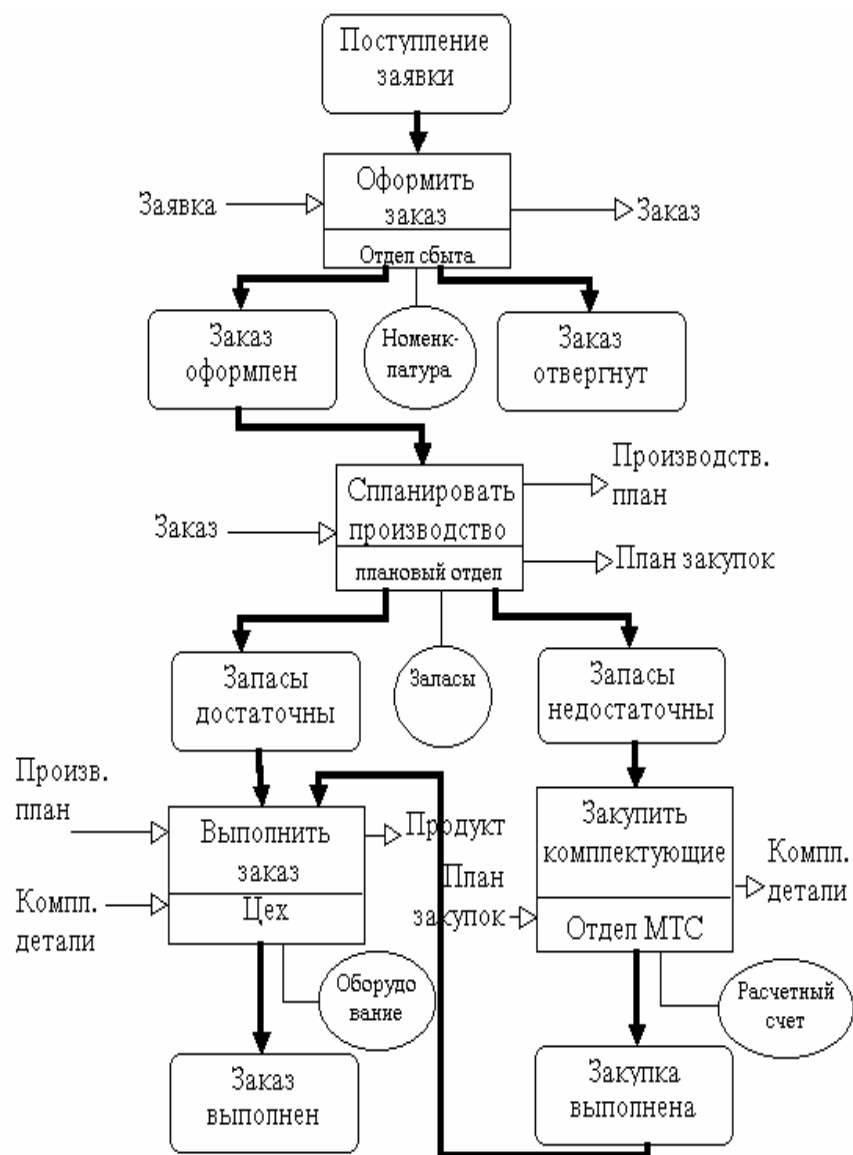 Поступление
заявки
Оформить
заказ
Заявка
Заказ
Отдел сбыта
Заказ
оформлен
Номенк-
латура
Заказ
отвергнут
Производств.
план
Спланировать
производство
Заказ
плановый отдел
План закупок
Запасы
достаточны
Запасы
Запасы
недостаточны
Произв.
план
Выполнить
заказ
Продукт
Закупить
комплектующие
Компл.
детали
Компл.
детали
Цех
План
закупок
Отдел МТС
Оборудо
вание
Расчетный
счет
Заказ
выполнен
Закупка
выполнена